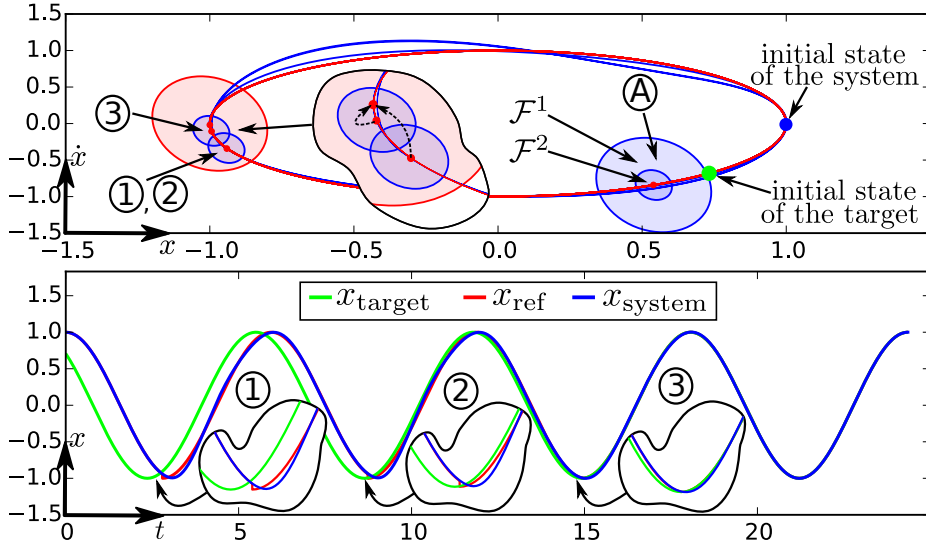 1.5
1.0
0.5
0.0
−0.5
−1.0
−1.5
ẋ
x
−1.5 −1.0 −0.5 0.0 0.5 1.0
③
①,②
Ⓐ
ℱ¹
ℱ²
initial state
of the system
initial state
of the target
x_target x_ref x_system
1.5
1.0
0.5
0.0
−0.5
−1.0
−1.5
x
① ② ③
0 5 10 15 20
t